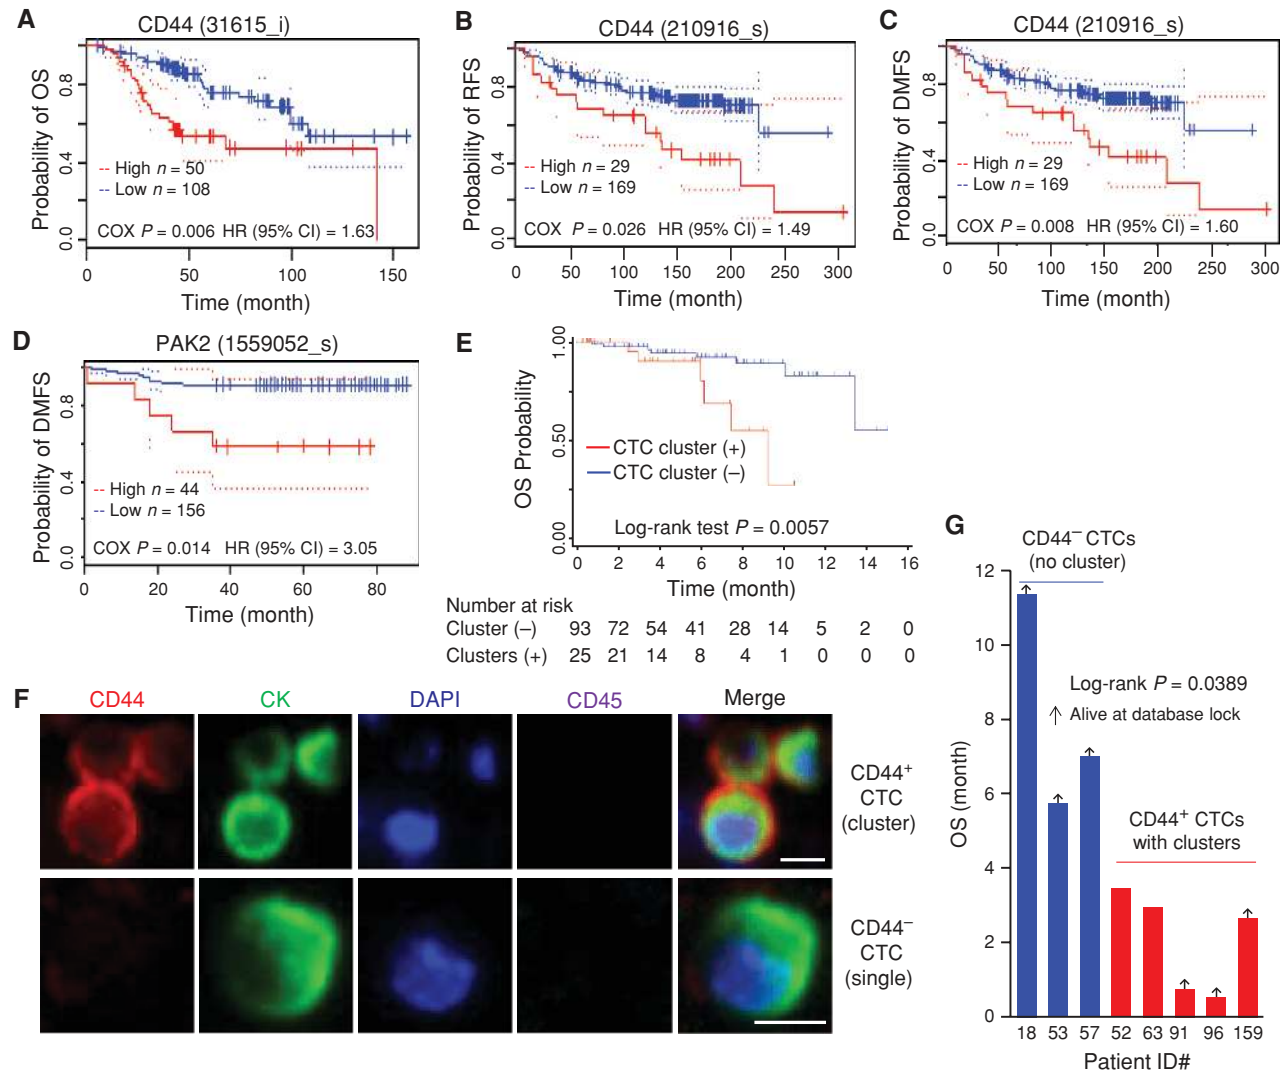 A
CD44 (31615_i)
Probability of OS
0.8
0.4
0.0
-- High n = 50
-- Low n = 108
COX P = 0.006 HR (95% CI) = 1.63
0 50 100 150
Time (month)
B
CD44 (210916_s)
Probability of RFS
0.8
0.4
0.0
-- High n = 29
-- Low n = 169
COX P = 0.026 HR (95% CI) = 1.49
0 50 100 150 200 250 300
Time (month)
C
CD44 (210916_s)
Probability of DMFS
0.8
0.4
0.0
-- High n = 29
-- Low n = 169
COX P = 0.008 HR (95% CI) = 1.60
0 50 100 150 200 250 300
Time (month)
D
PAK2 (1559052_s)
Probability of DMFS
0.8
0.4
0.0
-- High n = 44
-- Low n = 156
COX P = 0.014 HR (95% CI) = 3.05
0 20 40 60 80
Time (month)
E
OS Probability
1.00
0.50
0.00
CTC cluster (+)
CTC cluster (–)
Log-rank test P = 0.0057
0 2 4 6 8 10 12 14 16
Time (month)
Number at risk
Cluster (–) 93 72 54 41 28 14 5 2 0
Clusters (+) 25 21 14 8 4 1 0 0 0
F
CD44 CK DAPI CD45 Merge
CD44⁺
CTC
(cluster)
CD44⁻
CTC
(single)
G
CD44⁻ CTCs
(no cluster)
12
10
8
6
4
2
0
OS (month)
Log-rank P = 0.0389
↑ Alive at database lock
CD44⁺ CTCs
with clusters
18 53 57 52 63 91 96 159
Patient ID#